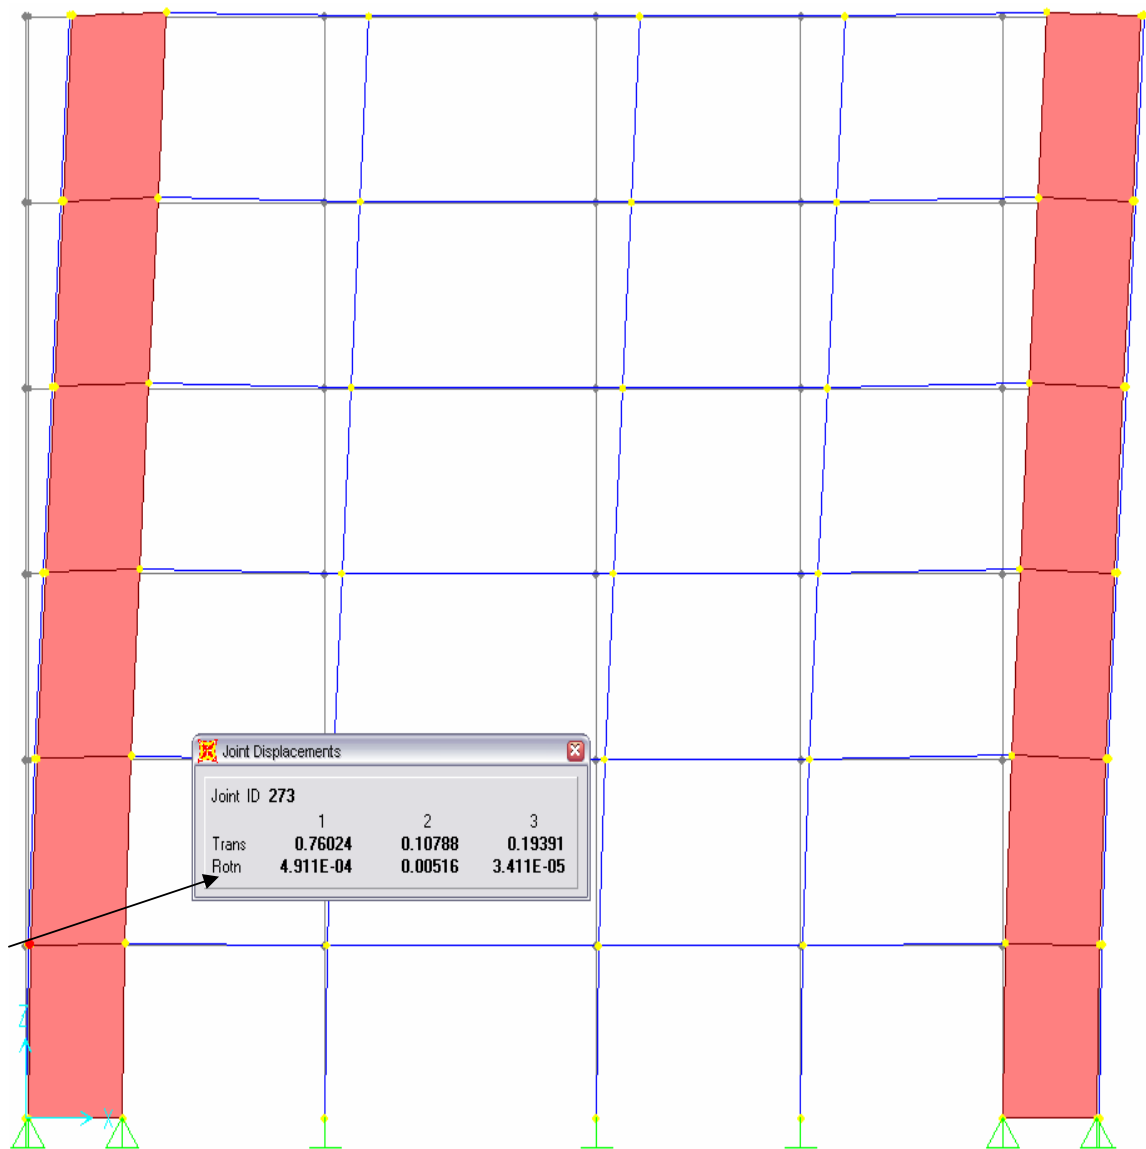 Joint Displacements
Joint ID 273
1 2 3
Trans 0.76024 0.10788 0.19391
Rotn 4.911E-04 0.00516 3.411E-05
Z
X